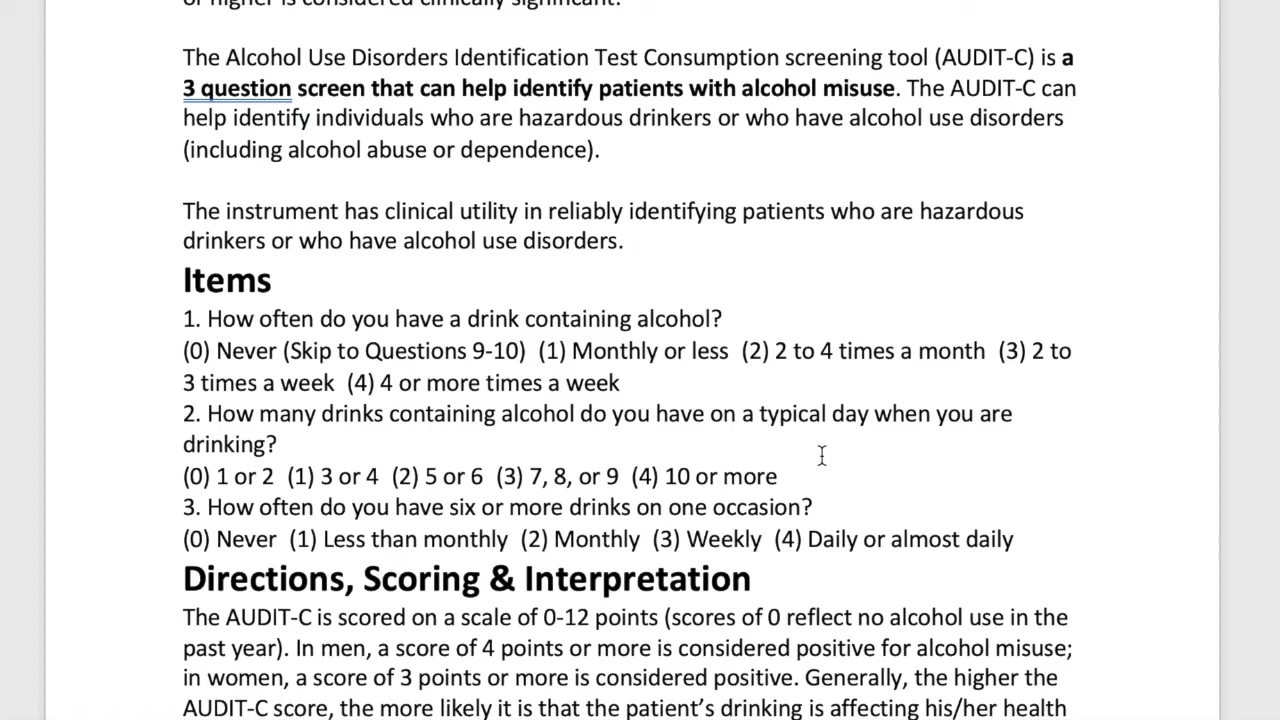 or higher is considered clinically significant.
The Alcohol Use Disorders Identification Test Consumption screening tool (AUDIT-C) is a
3 question screen that can help identify patients with alcohol misuse. The AUDIT-C can
help identify individuals who are hazardous drinkers or who have alcohol use disorders
(including alcohol abuse or dependence).
The instrument has clinical utility in reliably identifying patients who are hazardous
drinkers or who have alcohol use disorders.
Items
1. How often do you have a drink containing alcohol?
(0) Never (Skip to Questions 9-10)  (1) Monthly or less  (2) 2 to 4 times a month  (3) 2 to
3 times a week  (4) 4 or more times a week
2. How many drinks containing alcohol do you have on a typical day when you are
drinking?
(0) 1 or 2  (1) 3 or 4  (2) 5 or 6  (3) 7, 8, or 9  (4) 10 or more
3. How often do you have six or more drinks on one occasion?
(0) Never  (1) Less than monthly  (2) Monthly  (3) Weekly  (4) Daily or almost daily
Directions, Scoring & Interpretation
The AUDIT-C is scored on a scale of 0-12 points (scores of 0 reflect no alcohol use in the
past year). In men, a score of 4 points or more is considered positive for alcohol misuse;
in women, a score of 3 points or more is considered positive. Generally, the higher the
AUDIT-C score, the more likely it is that the patient’s drinking is affecting his/her health